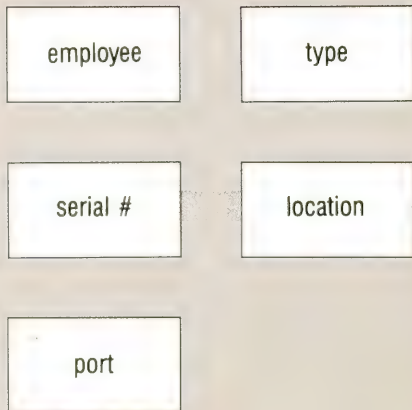 employee
type
serial #
location
port